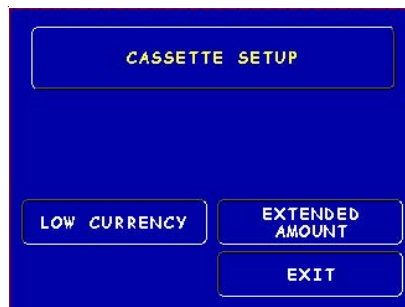 CASSETTE SETUP
LOW CURRENCY
EXTENDED
AMOUNT
EXIT